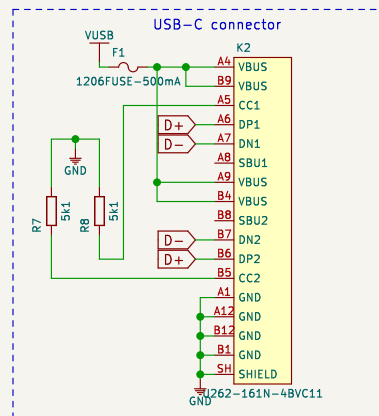 USB-C connector
VUSB
F1
1206FUSE-500mA
K2
A4 VBUS
B9 VBUS
A5 CC1
D+ A6 DP1
D- A7 DN1
A8 SBU1
A9 VBUS
B4 VBUS
B8 SBU2
D- B7 DN2
D+ B6 DP2
B5 CC2
A1 GND
A12 GND
B12 GND
B1 GND
SH SHIELD
GND
R7 5k1
R8 5k1
GND
U262-161N-4BVC11